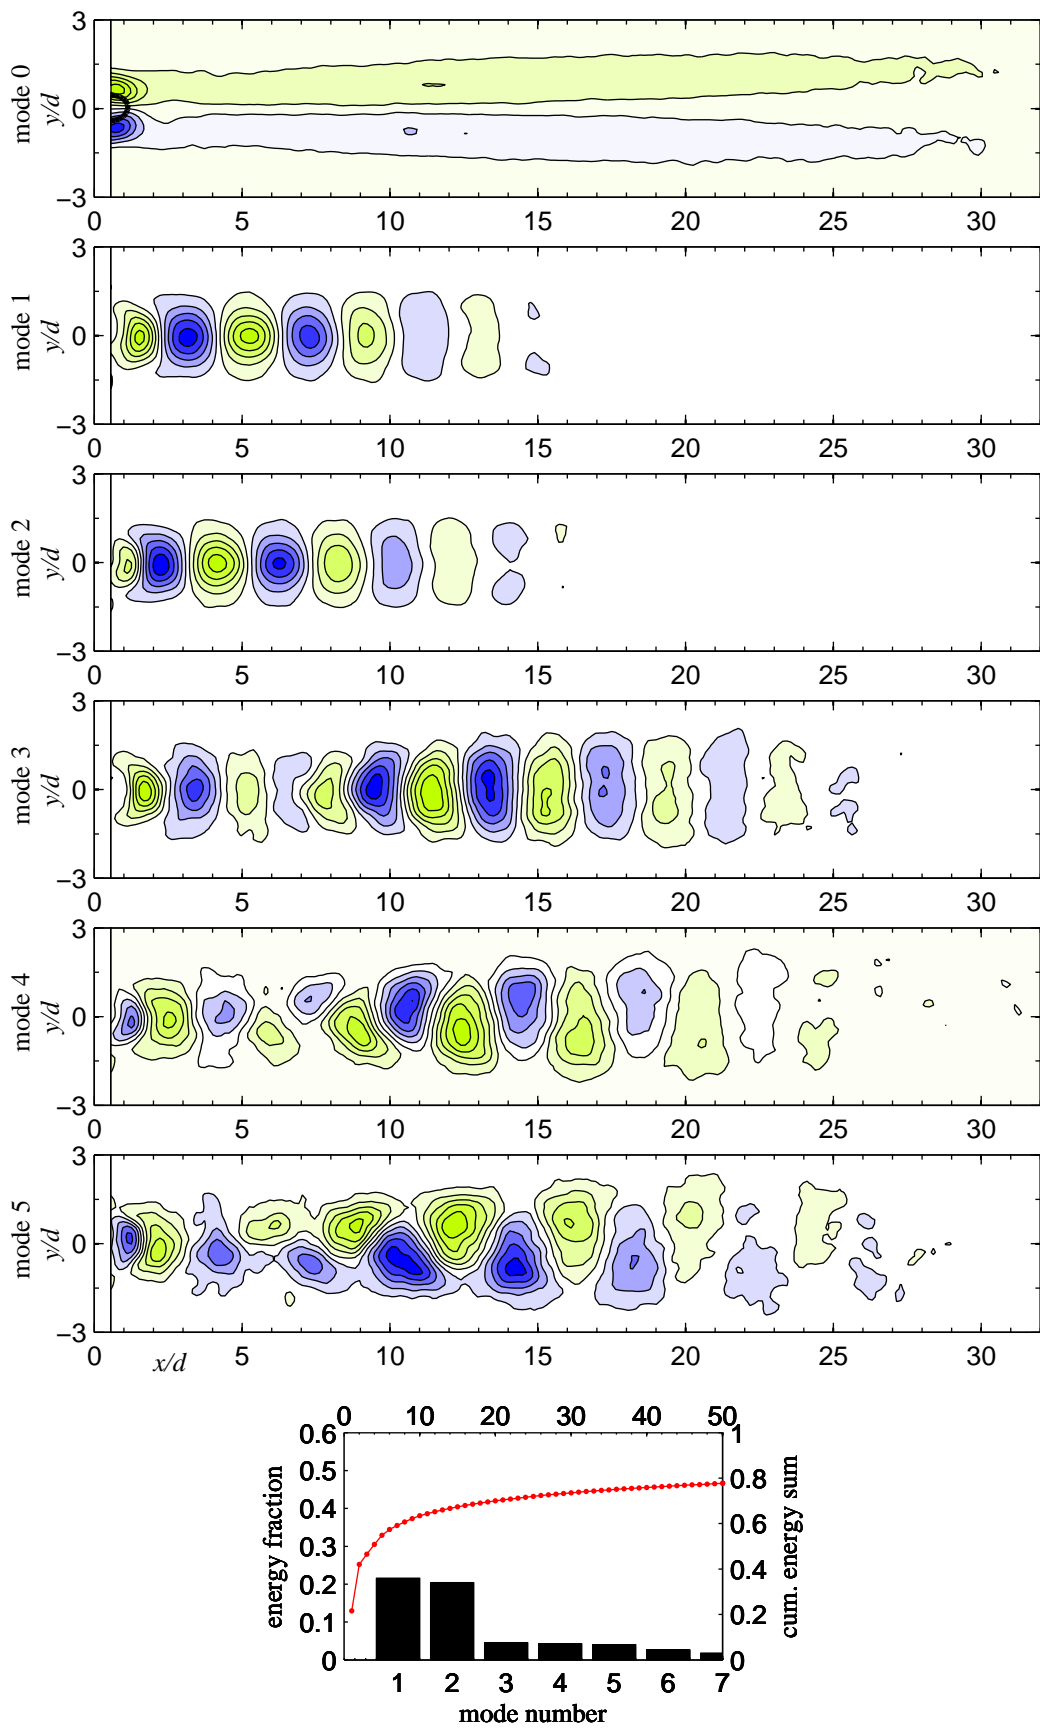 3
0
−3
mode 0
y/d
0 5 10 15 20 25 30
3
0
−3
mode 1
y/d
0 5 10 15 20 25 30
3
0
−3
mode 2
y/d
0 5 10 15 20 25 30
3
0
−3
mode 3
y/d
0 5 10 15 20 25 30
3
0
−3
mode 4
y/d
0 5 10 15 20 25 30
3
0
−3
mode 5
y/d
0 5 10 15 20 25 30
x/d
0 10 20 30 40 50
0.6
0.5
0.4
0.3
0.2
0.1
0
energy fraction
1
0.8
0.6
0.4
0.2
0
cum. energy sum
1 2 3 4 5 6 7
mode number